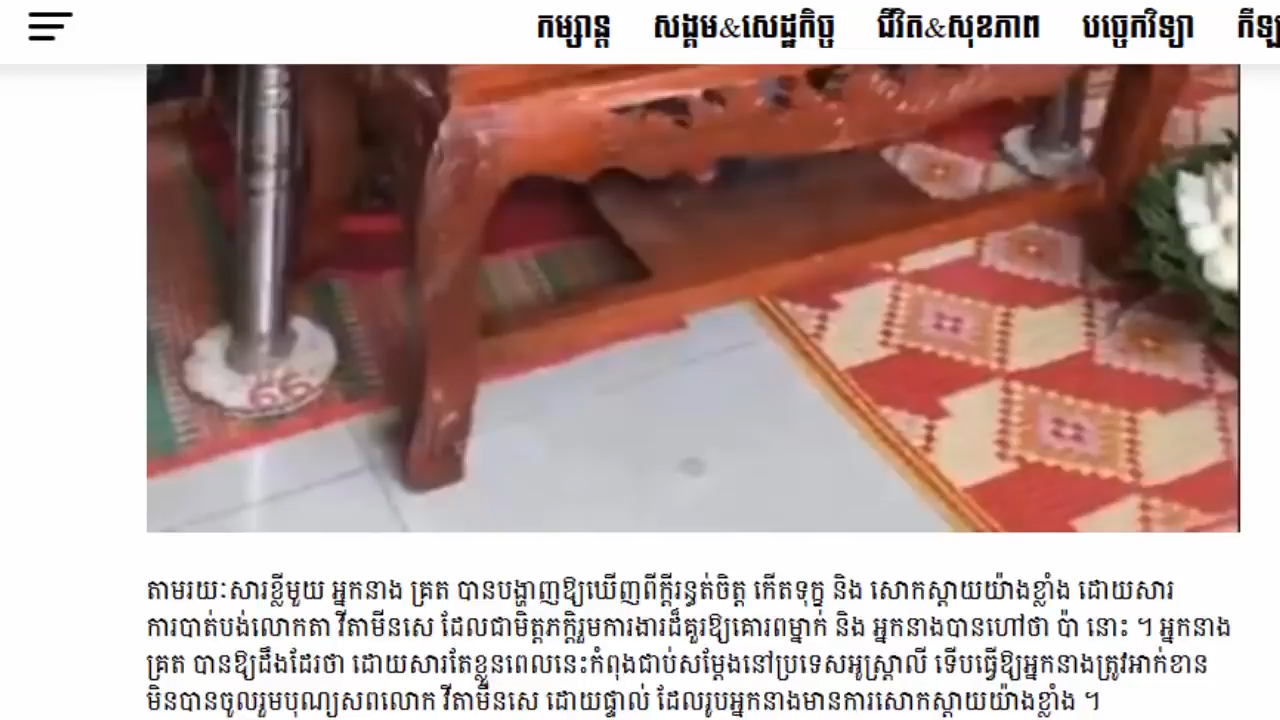 កម្សាន្ត សង្គម&សេដ្ឋកិច្ច ជីវិត&សុខភាព បច្ចេកវិទ្យា កីឡ
66
តាមរយៈសារខ្លីមួយ អ្នកនាង គ្រត បានបង្ហាញឱ្យឃើញពីក្តីរន្ធត់ចិត្ត កើតទុក្ខ និង សោកស្តាយយ៉ាងខ្លាំង ដោយសារ
ការបាត់បង់លោកតា វីតាមីនសេ ដែលជាមិត្តភក្តិរួមការងារដ៏គួរឱ្យគោរពម្នាក់ និង អ្នកនាងបានហៅថា ប៉ា នោះ ។ អ្នកនាង
គ្រត បានឱ្យដឹងដែរថា ដោយសារតែខ្លួនពេលនេះកំពុងជាប់សម្តែងនៅប្រទេសអូស្ត្រាលី ទើបធ្វើឱ្យអ្នកនាងត្រូវអាក់ខាន
មិនបានចូលរួមបុណ្យសពលោក វីតាមីនសេ ដោយផ្ទាល់ ដែលរូបអ្នកនាងមានការសោកស្តាយយ៉ាងខ្លាំង ។